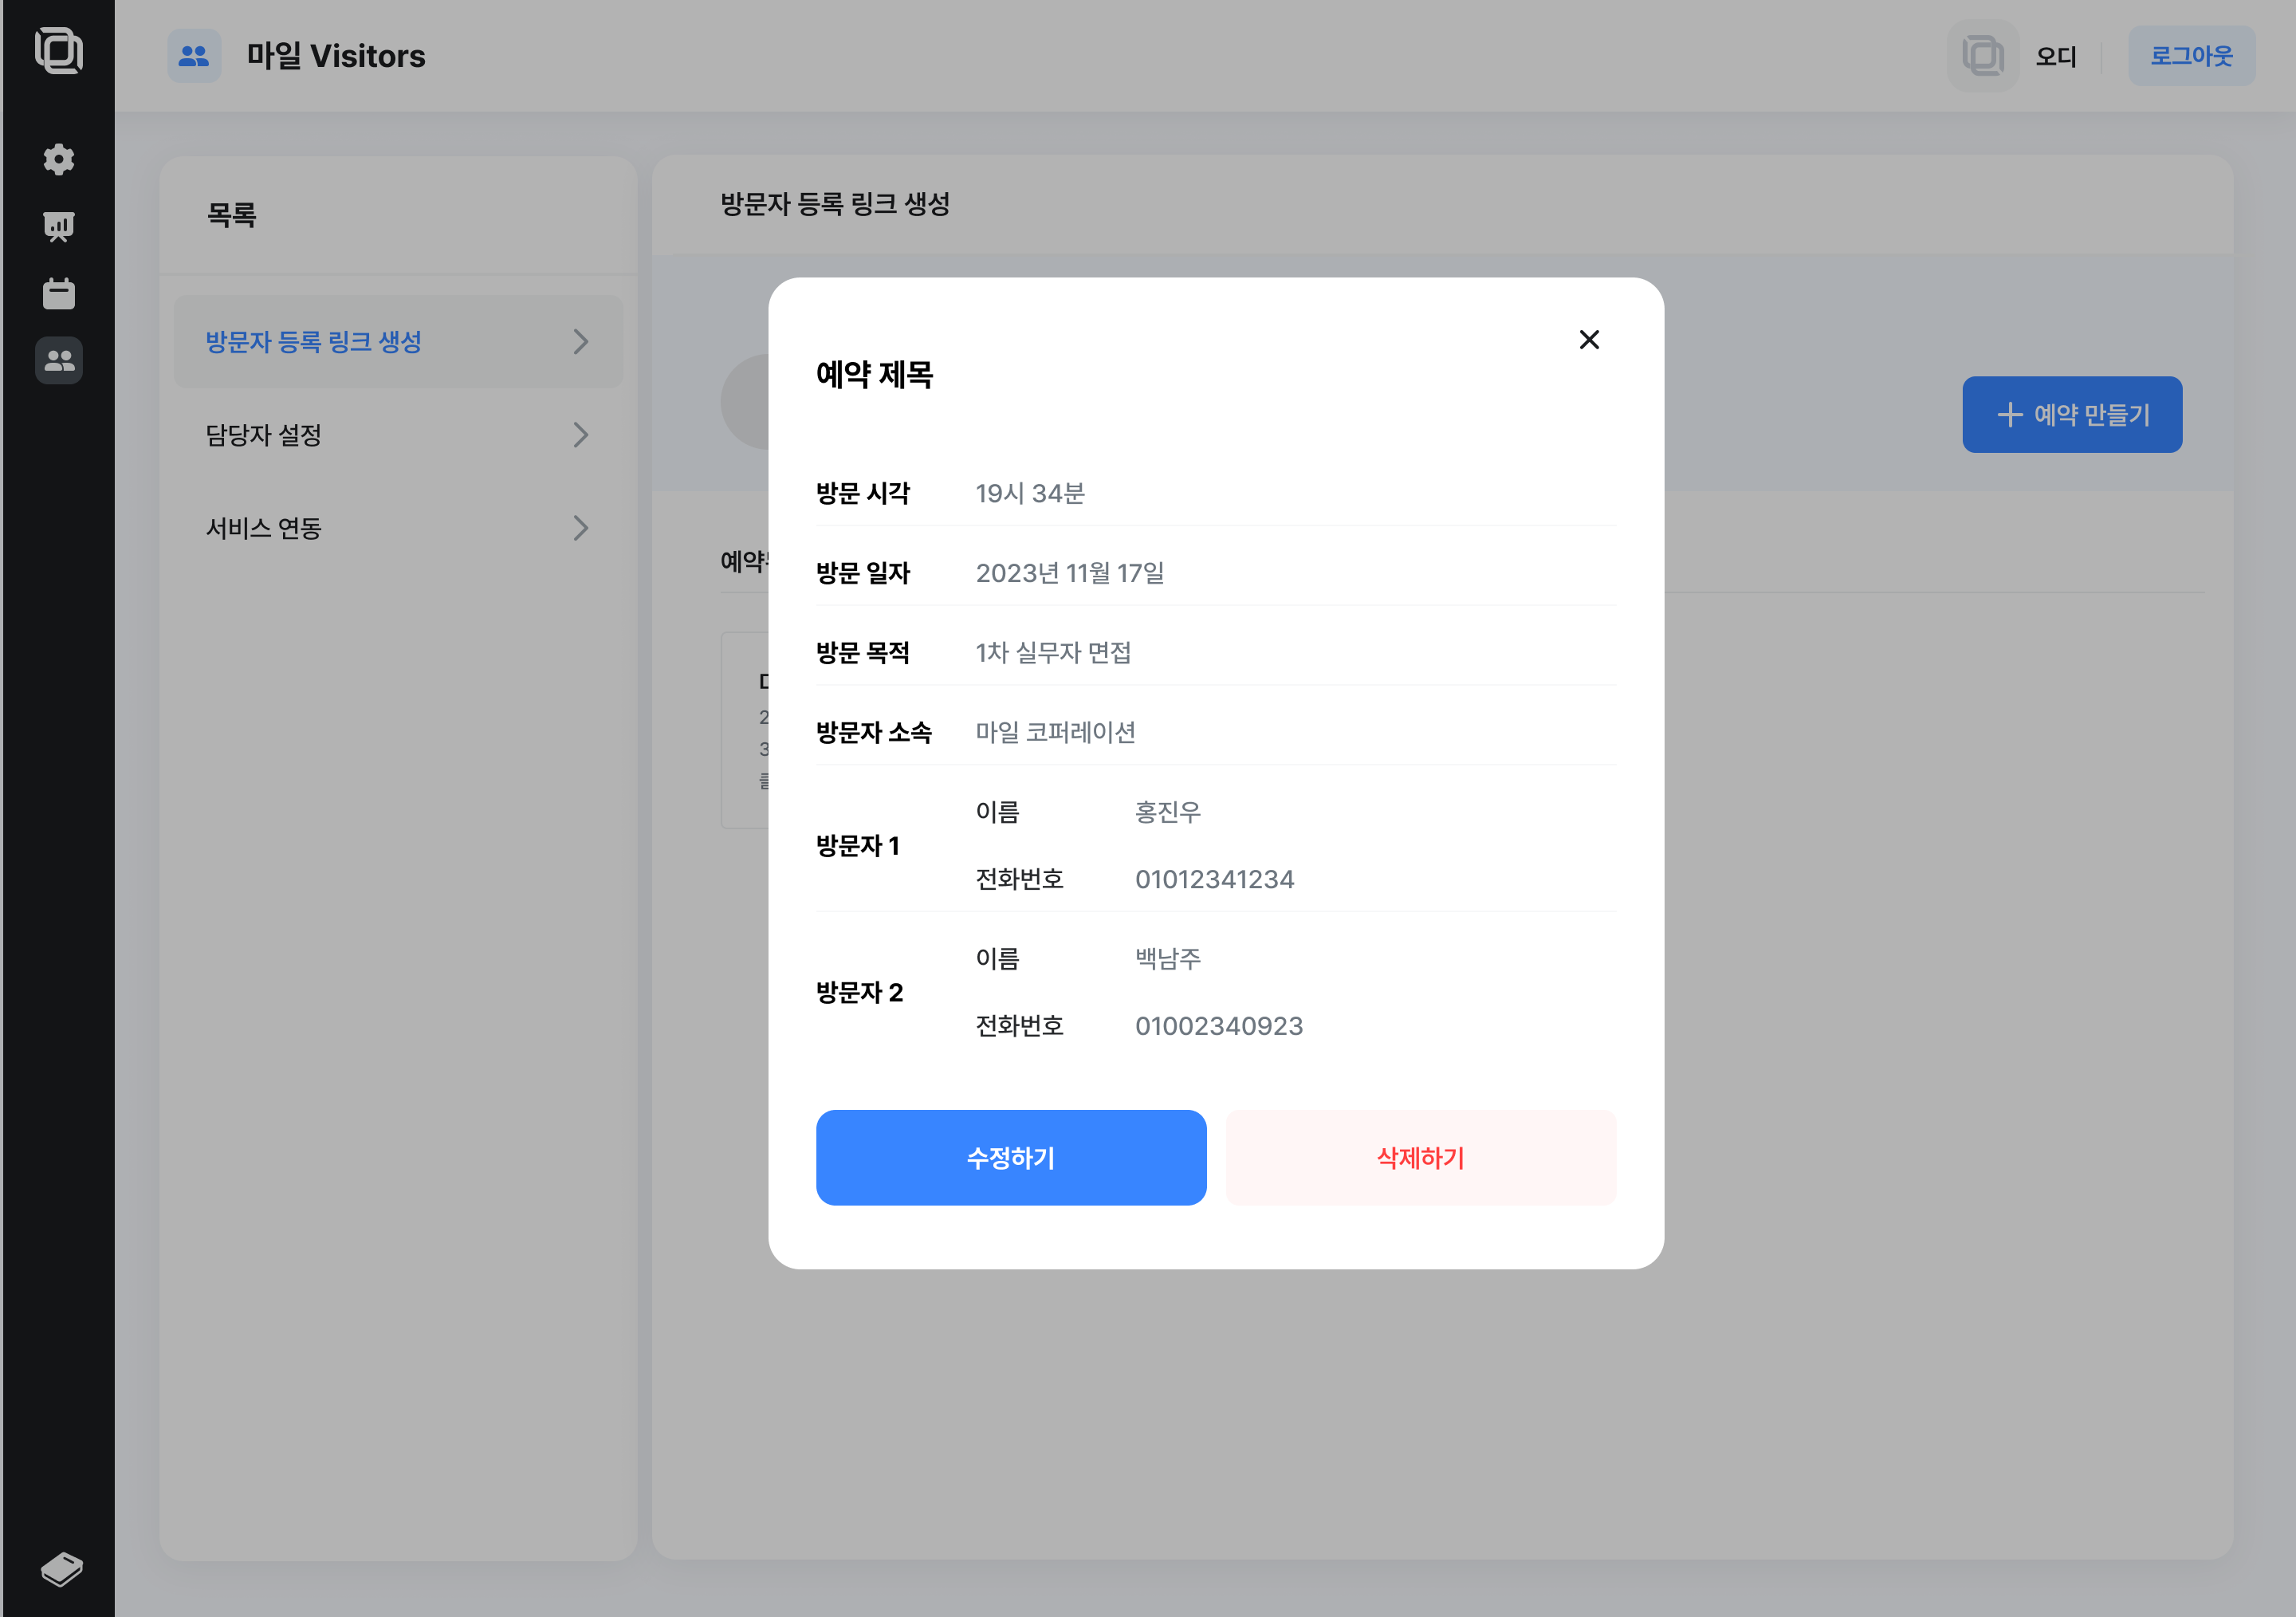 마일 Visitors
오디
로그아웃
목록
방문자 등록 링크 생성
담당자 설정
서비스 연동
방문자 등록 링크 생성
예약 만들기
예약
예약 제목
방문 시각 19시 34분
방문 일자 2023년 11월 17일
방문 목적 1차 실무자 면접
방문자 소속 마일 코퍼레이션
방문자 1
이름 홍진우
전화번호 01012341234
방문자 2
이름 백남주
전화번호 01002340923
수정하기
삭제하기